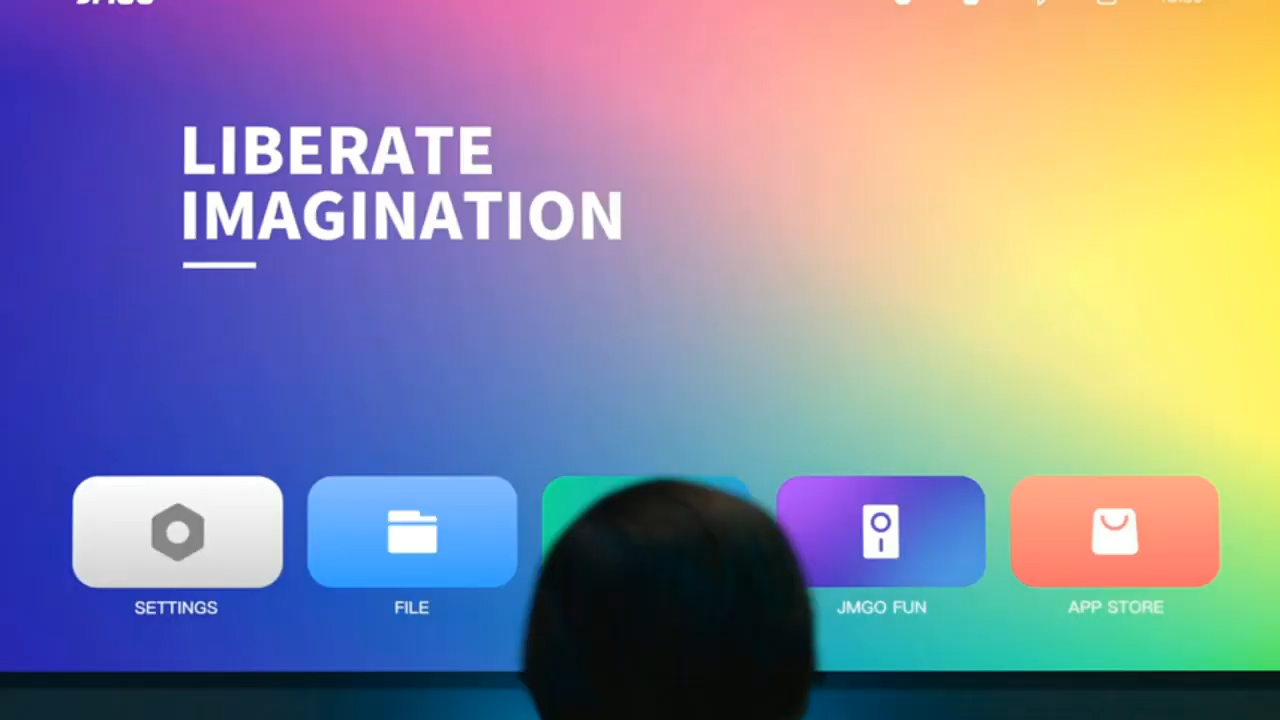 LIBERATE
IMAGINATION
SETTINGS
FILE
JMGO FUN
APP STORE